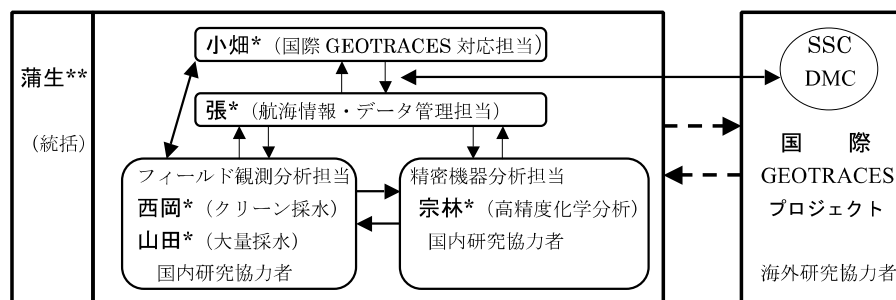 蒲生**
(統括)
小畑* (国際 GEOTRACES 対応担当)
張* (航海情報・データ管理担当)
フィールド観測分析担当
西岡* (クリーン採水)
山田* (大量採水)
国内研究協力者
精密機器分析担当
宗林* (高精度化学分析)
国内研究協力者
SSC
DMC
国 際
GEOTRACES
プロジェクト
海外研究協力者